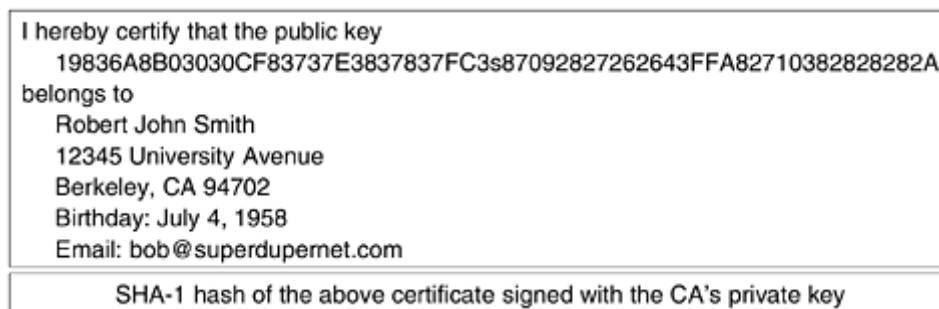 I hereby certify that the public key
19836A8B03030CF83737E3837837FC3s87092827262643FFA82710382828282A
belongs to
Robert John Smith
12345 University Avenue
Berkeley, CA 94702
Birthday: July 4, 1958
Email: bob@superdupernet.com
SHA-1 hash of the above certificate signed with the CA's private key